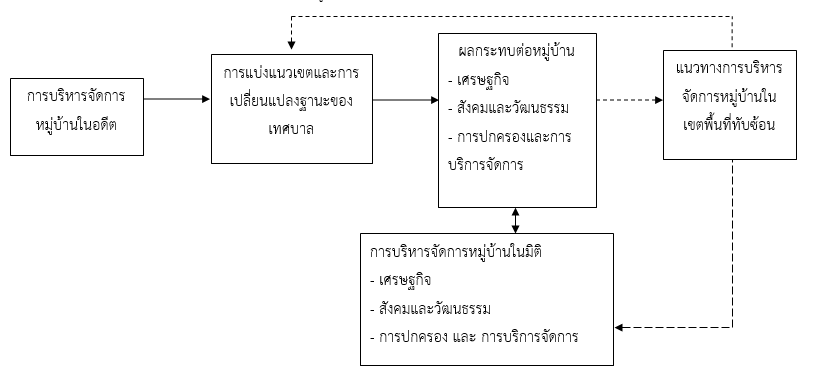 การบริหารจัดการ
หมู่บ้านในอดีต
การแบ่งแนวเขตและการ
เปลี่ยนแปลงฐานะของ
เทศบาล
ผลกระทบต่อหมู่บ้าน
- เศรษฐกิจ
- สังคมและวัฒนธรรม
- การปกครองและการ
บริการจัดการ
แนวทางการบริหาร
จัดการหมู่บ้านใน
เขตพื้นที่ทับซ้อน
การบริหารจัดการหมู่บ้านในมิติ
- เศรษฐกิจ
- สังคมและวัฒนธรรม
- การปกครอง และ การบริการจัดการ